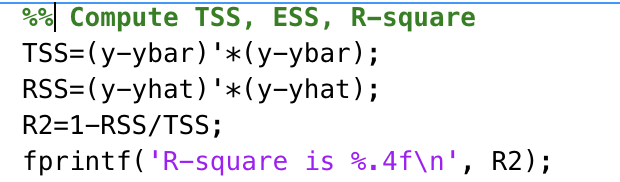 %% Compute TSS, ESS, R-square
TSS=(y-ybar)'*(y-ybar);
RSS=(y-yhat)'*(y-yhat);
R2=1-RSS/TSS;
fprintf('R-square is %.4f\n', R2);